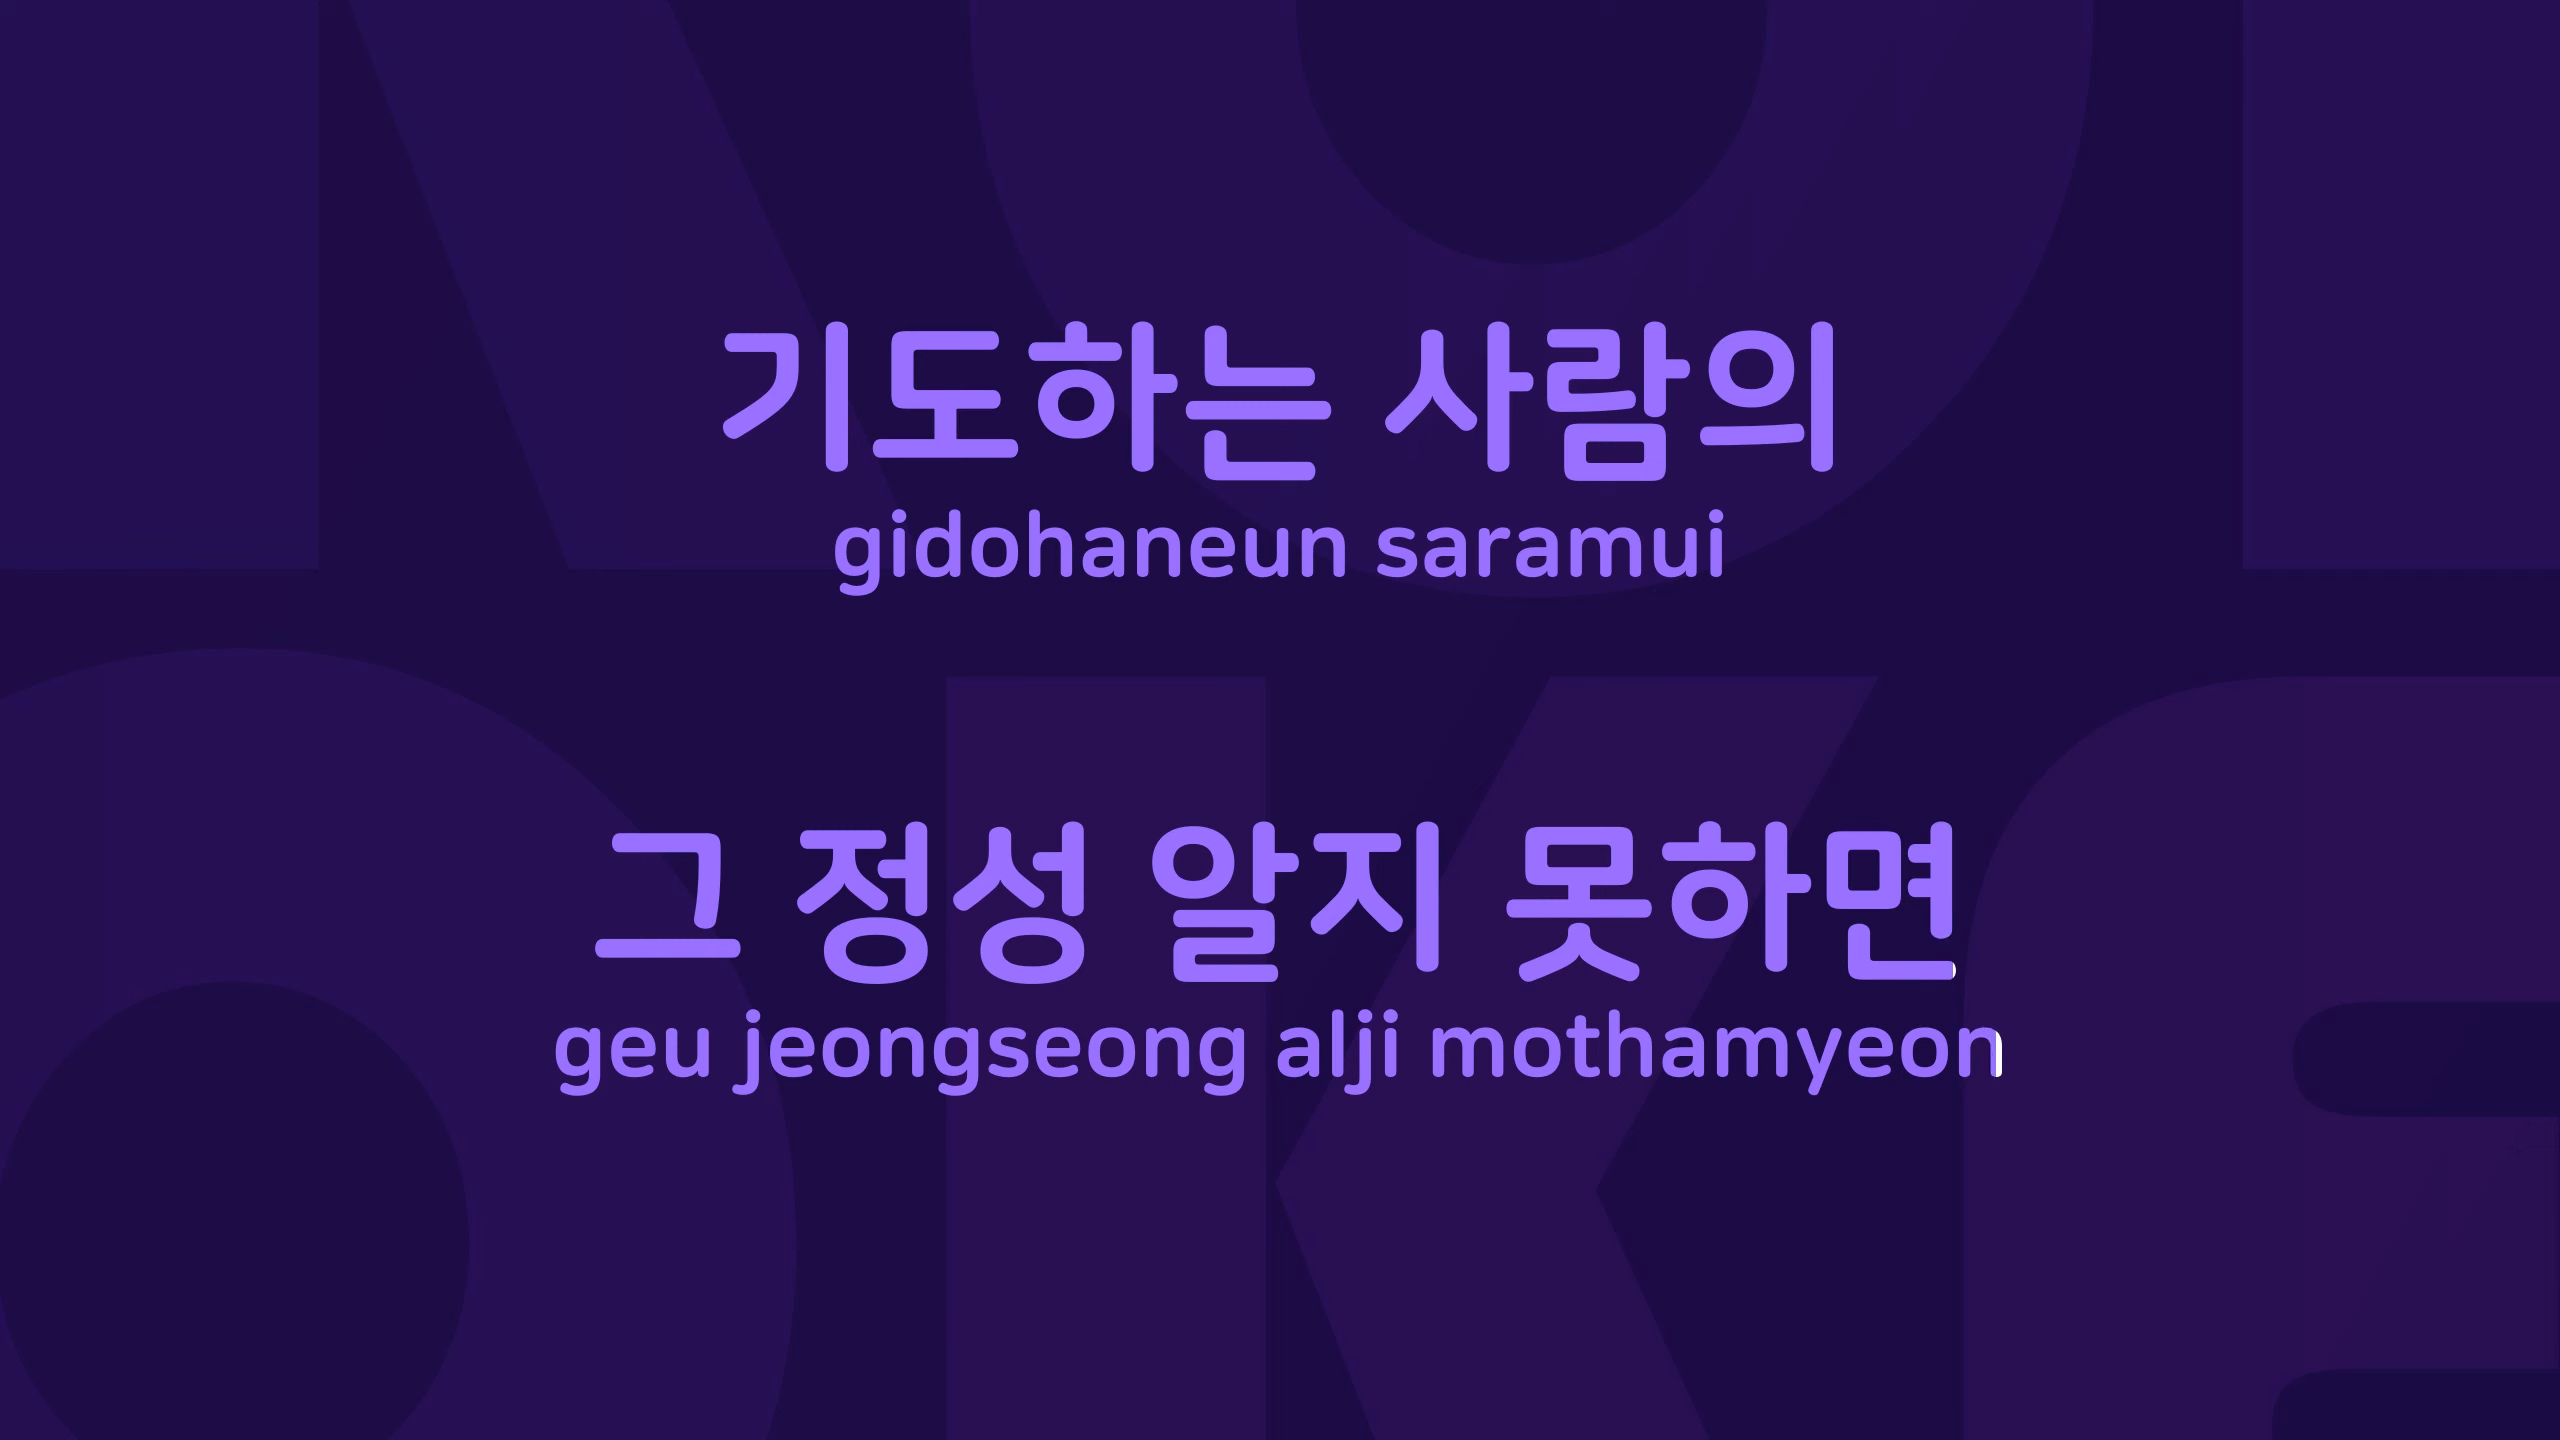 기도하는 사람의
gidohaneun saramui
그 정성 알지 못하면
geu jeongseong alji mothamyeon